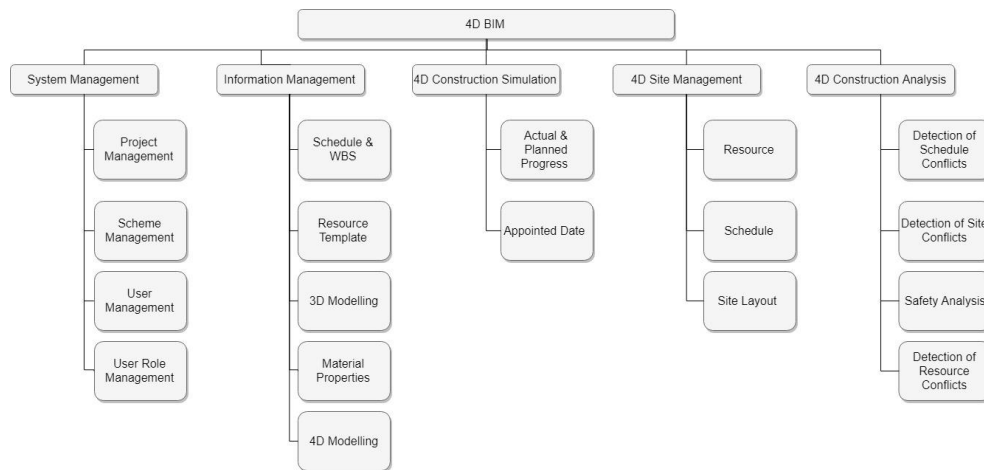 4D BIM
System Management
Information Management
4D Construction Simulation
4D Site Management
4D Construction Analysis
Project
Management
Scheme
Management
User
Management
User Role
Management
Schedule &
WBS
Resource
Template
3D Modelling
Material
Properties
4D Modelling
Actual &
Planned
Progress
Appointed Date
Resource
Schedule
Site Layout
Detection of
Schedule
Conflicts
Detection of Site
Conflicts
Safety Analysis
Detection of
Resource
Conflicts